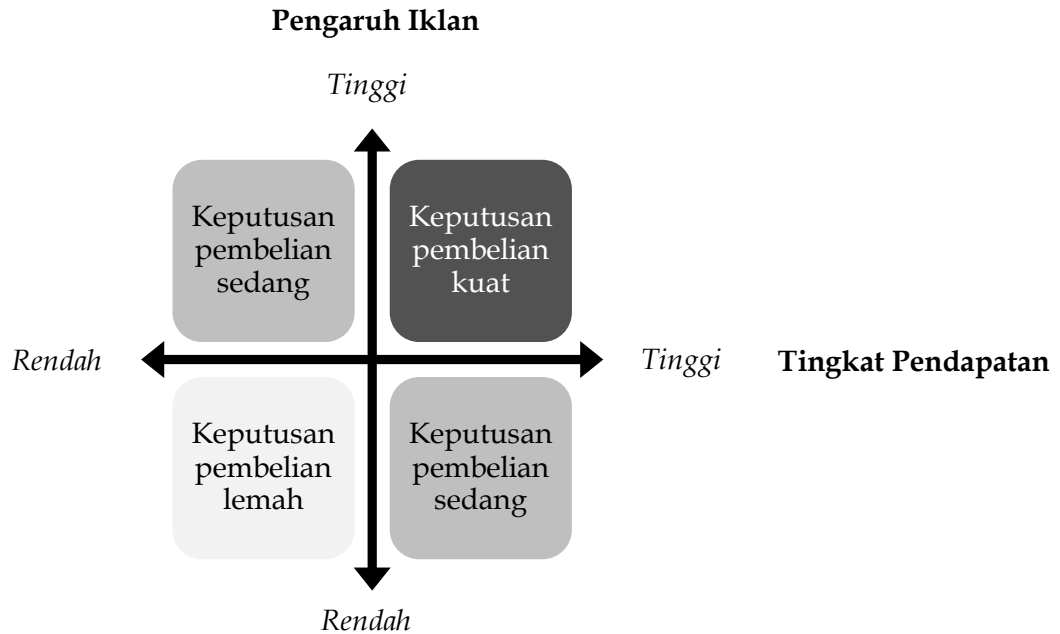 Pengaruh Iklan
Tinggi
Keputusan
pembelian
sedang
Keputusan
pembelian
kuat
Rendah
Tinggi
Tingkat Pendapatan
Keputusan
pembelian
lemah
Keputusan
pembelian
sedang
Rendah